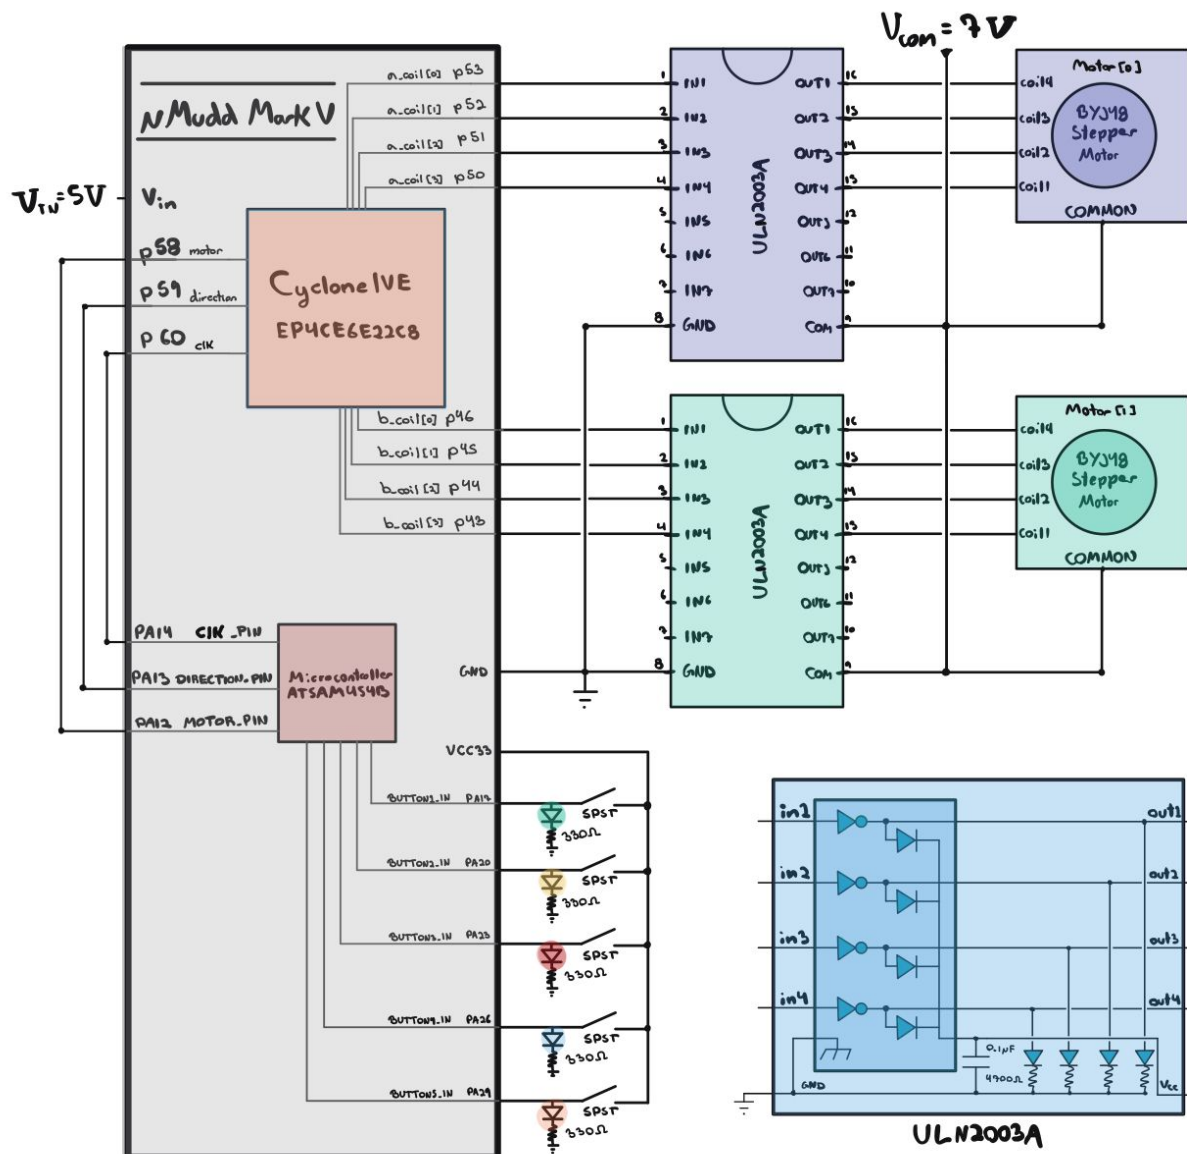 Vcom = 7V
μMudd Mark V
VIN = 5V
Vin
a_coil[0] p53
a_coil[1] p52
a_coil[2] p51
a_coil[3] p50
p58 motor
p59 direction
p60 clk
Cyclone IVE
EP4CE6E22C8
b_coil[0] p46
b_coil[1] p45
b_coil[2] p44
b_coil[3] p43
PA14 CLK_PIN
PA13 DIRECTION_PIN
PA12 MOTOR_PIN
Microcontroller
ATSAM4S4B
GND
VCC33
BUTTON1_IN PA17
BUTTON2_IN PA20
BUTTON3_IN PA23
BUTTON4_IN PA26
BUTTON5_IN PA29
SPST
330Ω
SPST
330Ω
SPST
330Ω
SPST
330Ω
SPST
330Ω
1 IN1 OUT1 16
2 IN2 OUT2 15
3 IN3 OUT3 14
4 IN4 OUT4 13
5 IN5 OUT5 12
6 IN6 OUT6 11
7 IN7 OUT7 10
8 GND COM 9
ULN2003A
Motor[0]
coil4
coil3
coil2
coil1
BYJ48
Stepper
Motor
COMMON
1 IN1 OUT1 16
2 IN2 OUT2 15
3 IN3 OUT3 14
4 IN4 OUT4 13
5 IN5 OUT5 12
6 IN6 OUT6 11
7 IN7 OUT7 10
8 GND COM 9
ULN2003A
Motor[1]
coil4
coil3
coil2
coil1
BYJ48
Stepper
Motor
COMMON
in1 out1
in2 out2
in3 out3
in4 out4
0.1μF
4700Ω
GND
Vcc
ULN2003A